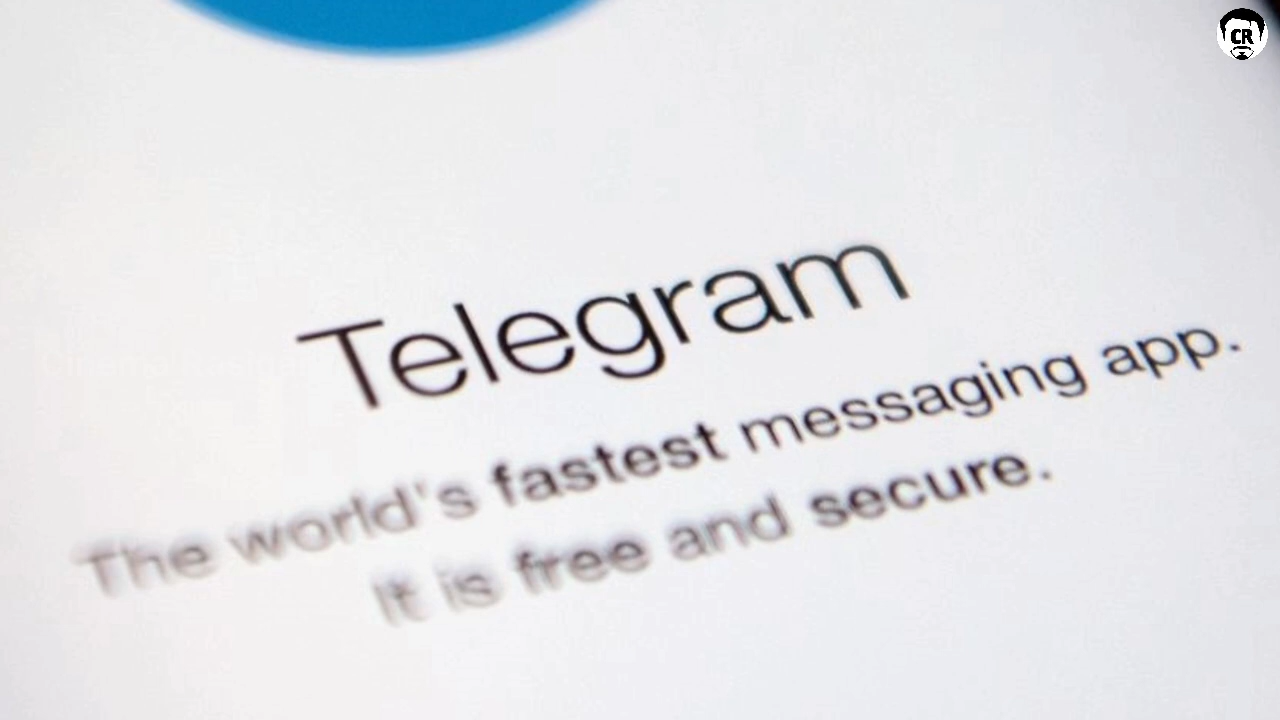 CR
Telegram
The world's fastest messaging app.
It is free and secure.